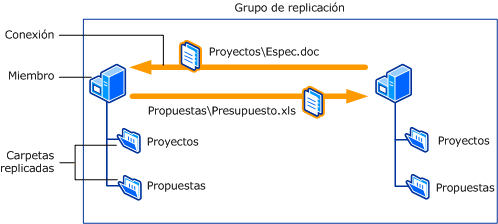 Grupo de replicación
Conexión
Proyectos\Espec.doc
Miembro
Propuestas\Presupuesto.xls
Proyectos
Proyectos
Carpetas
replicadas
Propuestas
Propuestas